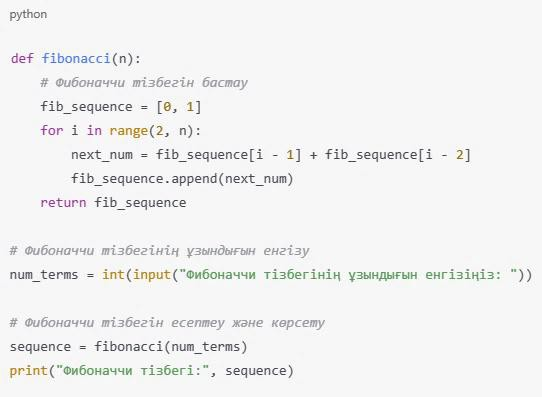 python
def fibonacci(n):
    # Фибоначчи тізбегін бастау
    fib_sequence = [0, 1]
    for i in range(2, n):
        next_num = fib_sequence[i - 1] + fib_sequence[i - 2]
        fib_sequence.append(next_num)
    return fib_sequence
# Фибоначчи тізбегінің ұзындығын енгізу
num_terms = int(input("Фибоначчи тізбегінің ұзындығын енгізіңіз: "))
# Фибоначчи тізбегін есептеу және көрсету
sequence = fibonacci(num_terms)
print("Фибоначчи тізбегі:", sequence)